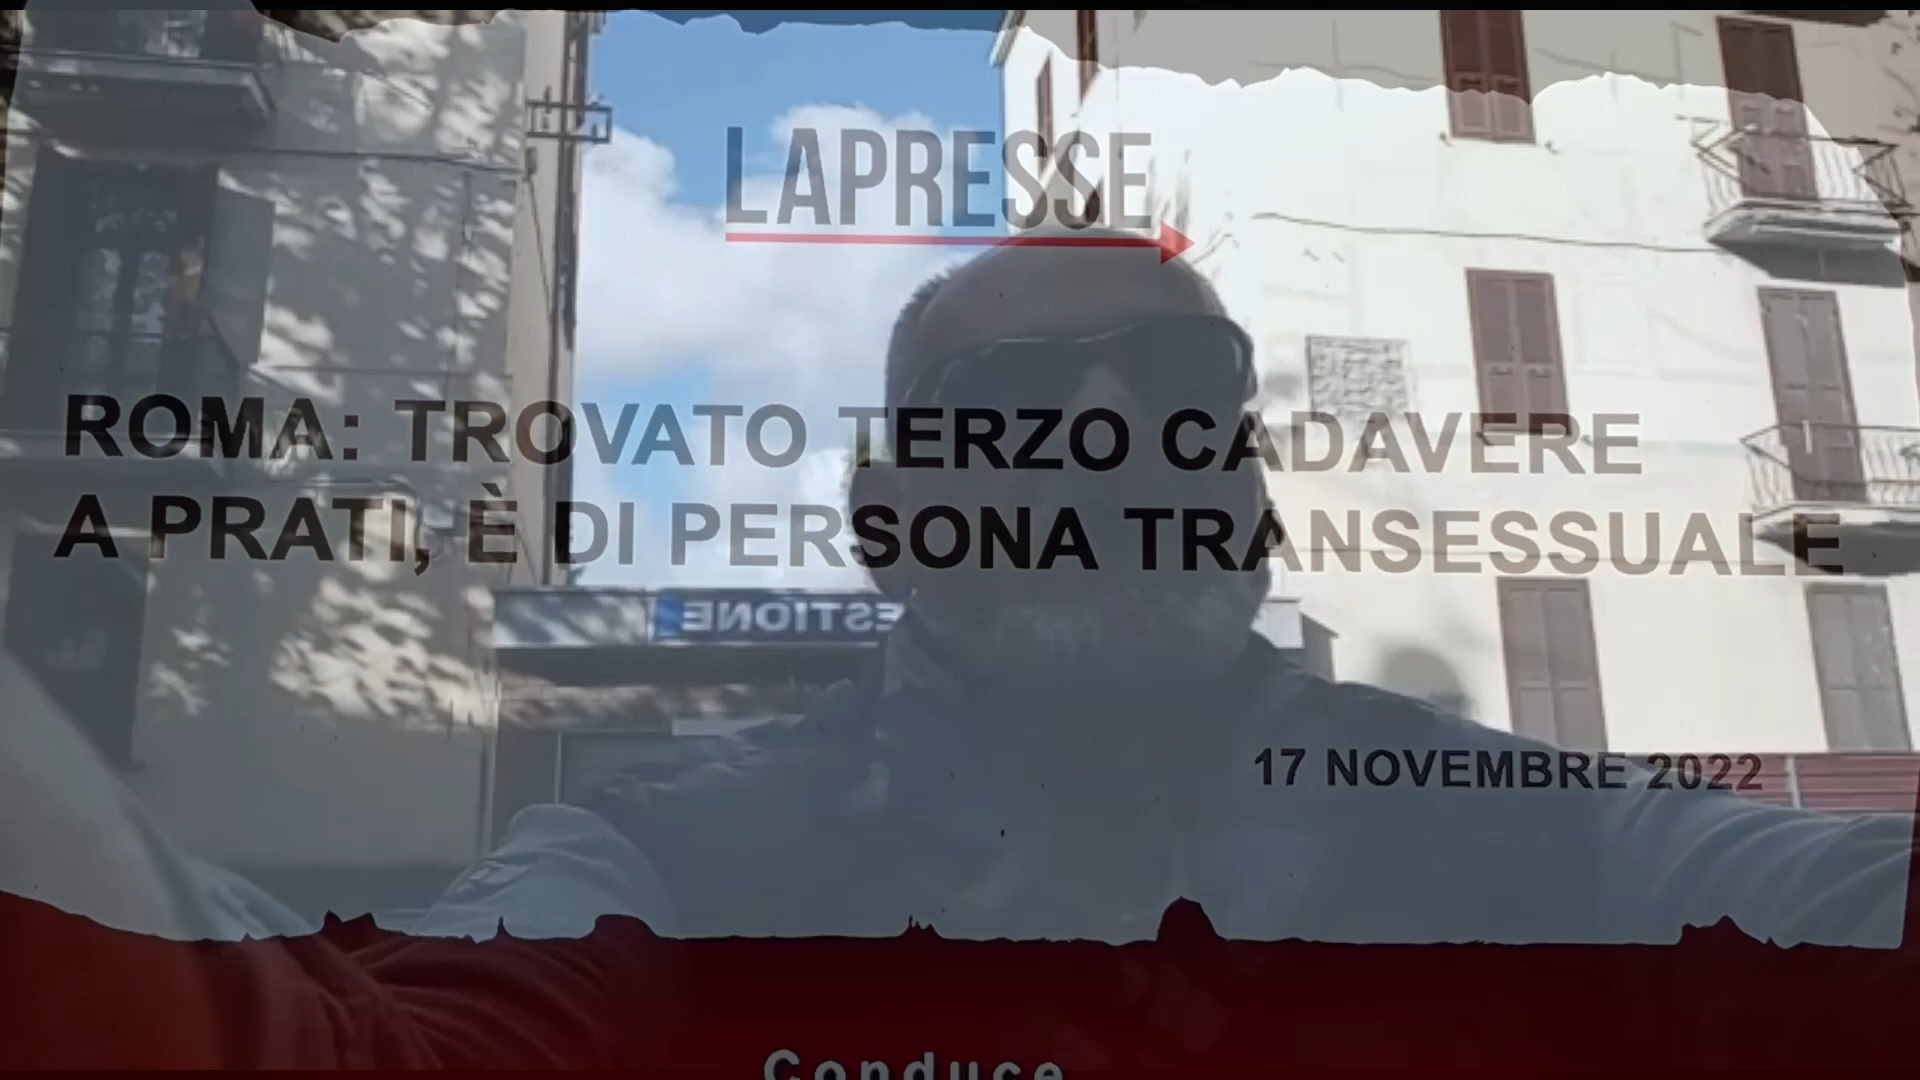 LAPRESSE
ROMA: TROVATO TERZO CADAVERE
A PRATI, È DI PERSONA TRANSESSUALE
ESTIONE
17 NOVEMBRE 2022
Conduce